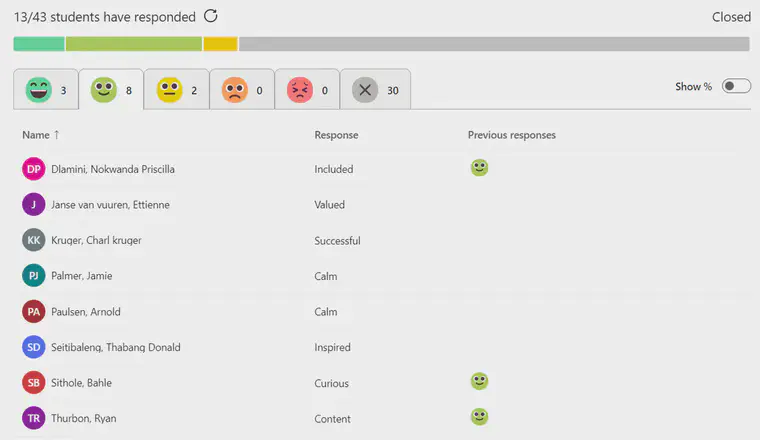 13/43 students have responded Closed
3 8 2 0 0 30 Show %
Name ↑ Response Previous responses
DP Dlamini, Nokwanda Priscilla Included
J Janse van vuuren, Ettienne Valued
KK Kruger, Charl kruger Successful
PJ Palmer, Jamie Calm
PA Paulsen, Arnold Calm
SD Seitibaleng, Thabang Donald Inspired
SB Sithole, Bahle Curious
TR Thurbon, Ryan Content